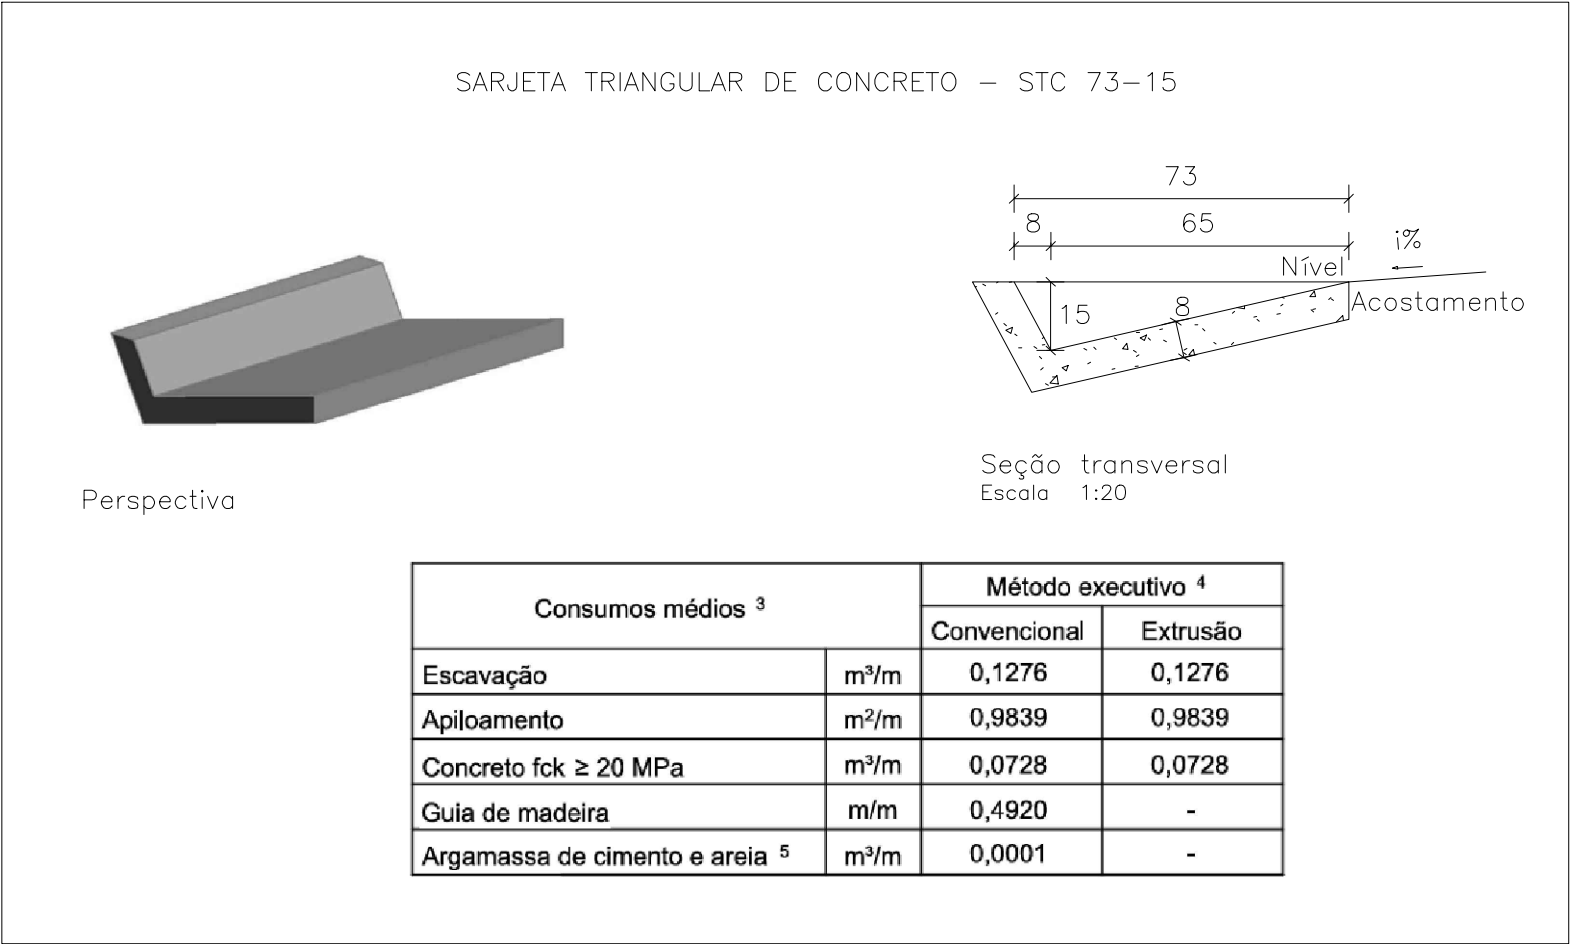 SARJETA TRIANGULAR DE CONCRETO – STC 73–15
73
8 65
i%
Nível
Acostamento
15 8
Perspectiva
Seção transversal
Escala 1:20
Consumos médios ³ Método executivo ⁴
Convencional Extrusão
Escavação m³/m 0,1276 0,1276
Apiloamento m²/m 0,9839 0,9839
Concreto fck ≥ 20 MPa m³/m 0,0728 0,0728
Guia de madeira m/m 0,4920 -
Argamassa de cimento e areia ⁵ m³/m 0,0001 -